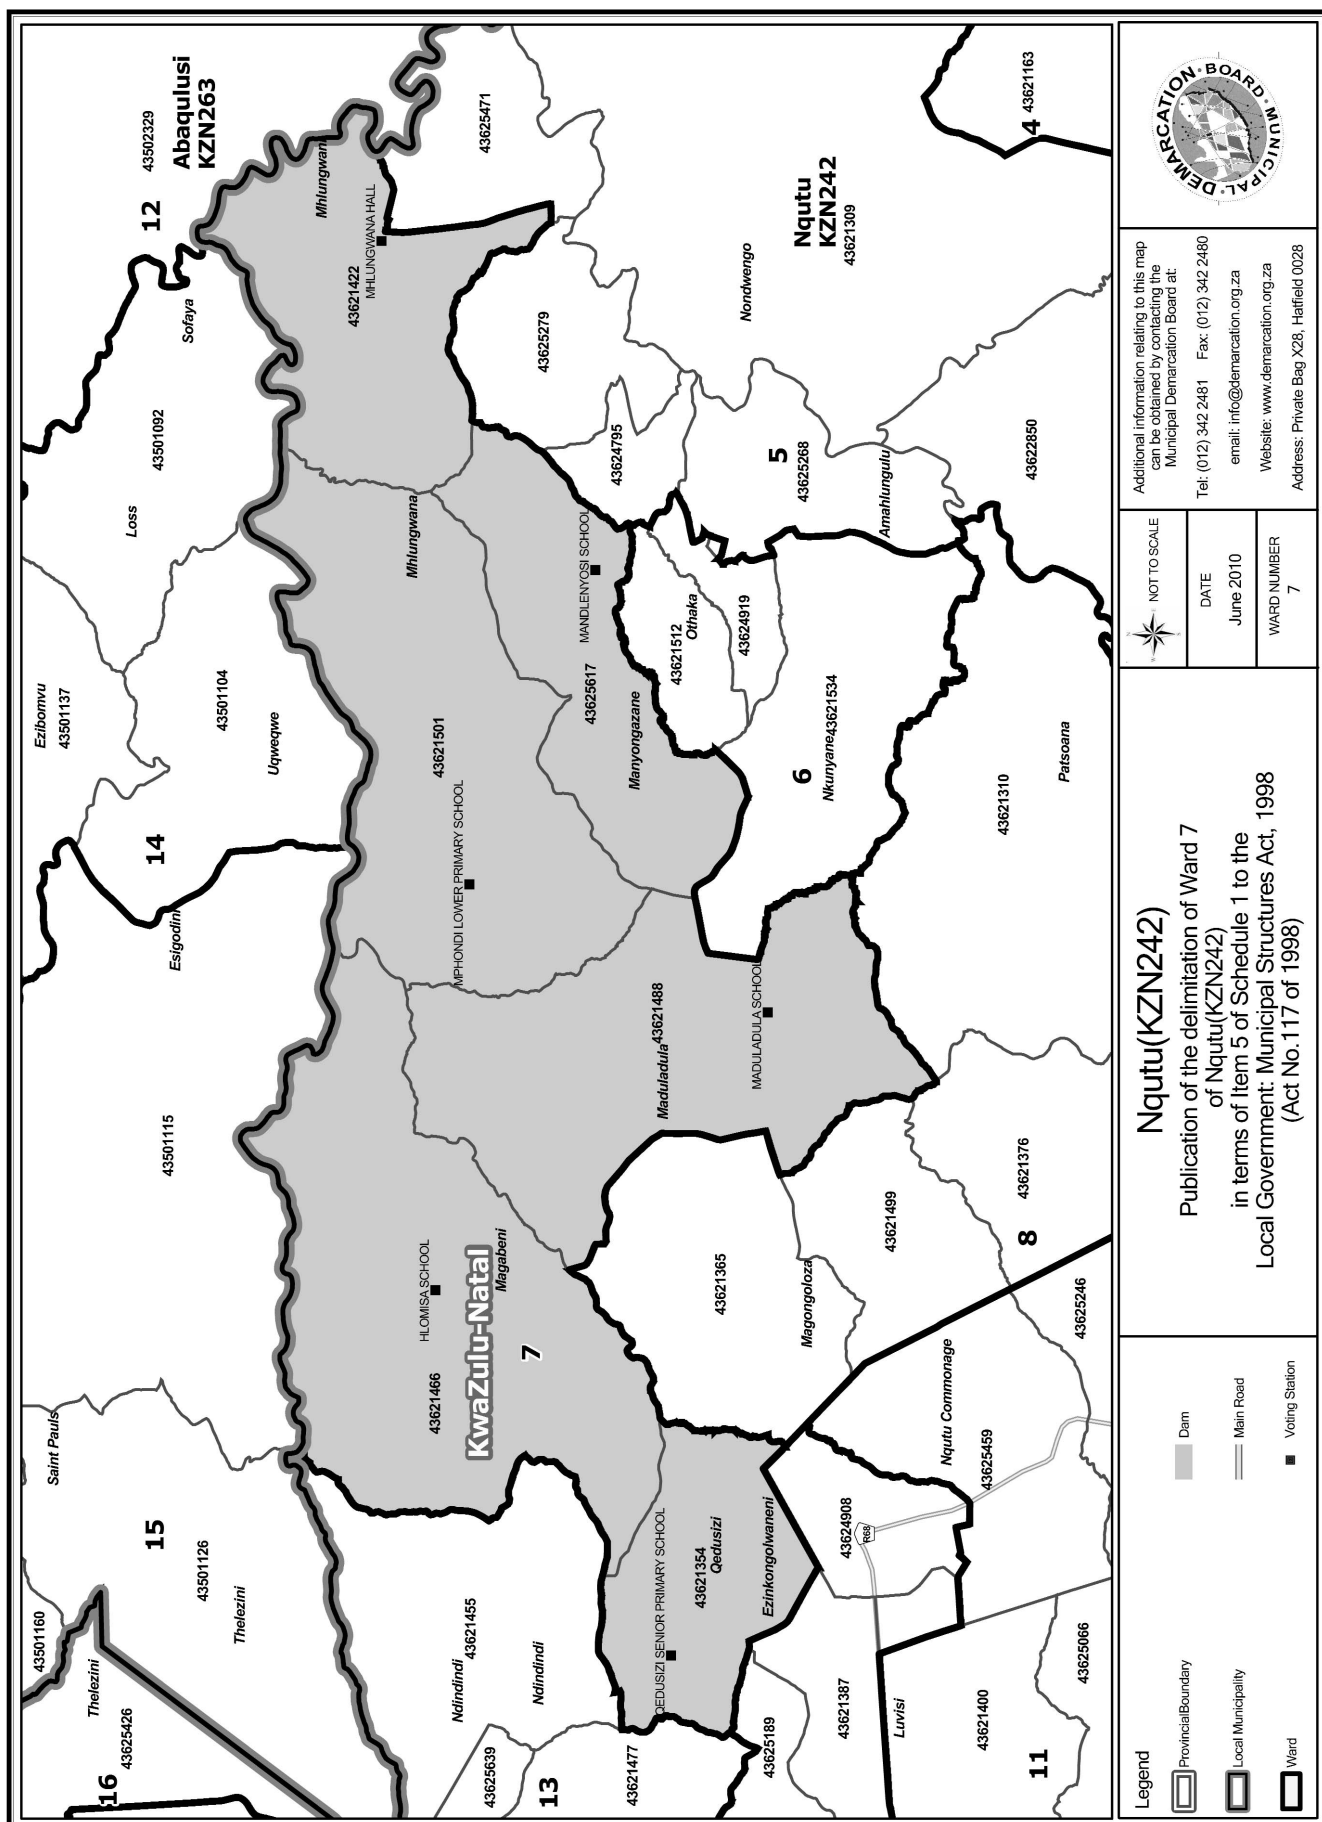 Saint Pauls
15
43501160
43501126
Thelezini
Thelezini
43625426
16
Ezibomvu
43501137
Loss
43501092
Sofaya
12
43502329
Abaqulusi
KZN263
43501104
Uqweqwe
14
Esigodini
43501115
Mhlungwani
43621422
MHLUNGWANA HALL
43625471
43625279
Nqutu
KZN242
43621309
4
43621163
Nondwengo
43624795
5
43625268
Amahlungulu
43622850
Mhlungwana
MANDLENYOSI SCHOOL
43625617
Manyongazane
43621501
MPHONDI LOWER PRIMARY SCHOOL
43621512
Othaka
43624919
6
Nkunyane43621534
43621310
Patsoana
Maduladula43621488
MADULADULA SCHOOL
HLOMISA SCHOOL
43621466
KwaZulu-Natal
Magabeni
7
43621365
Magongoloza
43621499
43621376
8
43625246
Nqutu Commonage
43625459
43624908
R68
Ndindindi
43621455
Ndindindi
43625639
13
43621477
QEDUSIZI SENIOR PRIMARY SCHOOL
43621354
Qedusizi
Ezinkongolwaneni
43625189
43621387
Luvisi
43621400
11
43625066
Legend
ProvincialBoundary
Local Municipality
Ward
Dam
Main Road
Voting Station
Nqutu(KZN242)
Publication of the delimitation of Ward 7
of Nqutu(KZN242)
in terms of Item 5 of Schedule 1 to the
Local Government: Municipal Structures Act, 1998
(Act No.117 of 1998)
NOT TO SCALE
DATE
June 2010
WARD NUMBER
7
Additional information relating to this map
can be obtained by contacting the
Municipal Demarcation Board at:
Tel: (012) 342 2481 Fax: (012) 342 2480
email: info@demarcation.org.za
Website: www.demarcation.org.za
Address: Private Bag X28, Hatfield 0028
DEMARCATION • BOARD • MUNICIPAL •